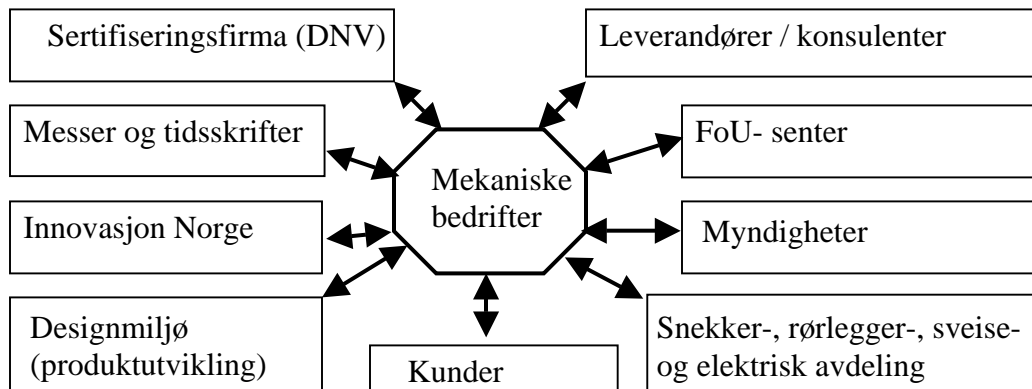 Sertifiseringsfirma (DNV)
Leverandører / konsulenter
Messer og tidsskrifter
FoU- senter
Mekaniske
bedrifter
Innovasjon Norge
Myndigheter
Designmiljø
(produktutvikling)
Kunder
Snekker-, rørlegger-, sveise-
og elektrisk avdeling